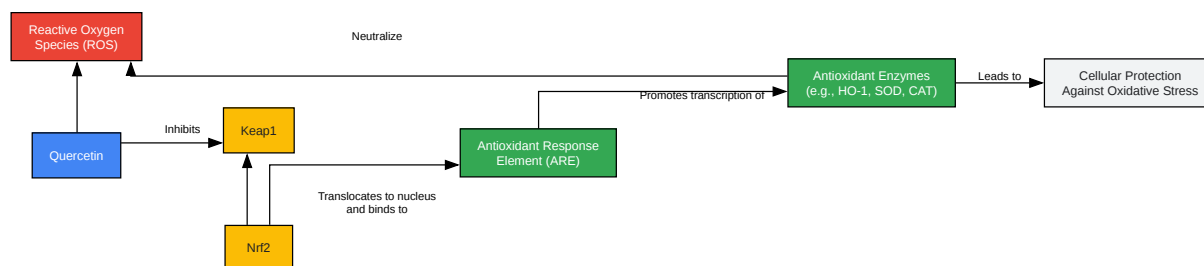 Reactive Oxygen
Species (ROS)
Neutralize
Antioxidant Enzymes
(e.g., HO-1, SOD, CAT)
Leads to
Cellular Protection
Against Oxidative Stress
Promotes transcription of
Keap1
Inhibits
Quercetin
Antioxidant Response
Element (ARE)
Translocates to nucleus
and binds to
Nrf2